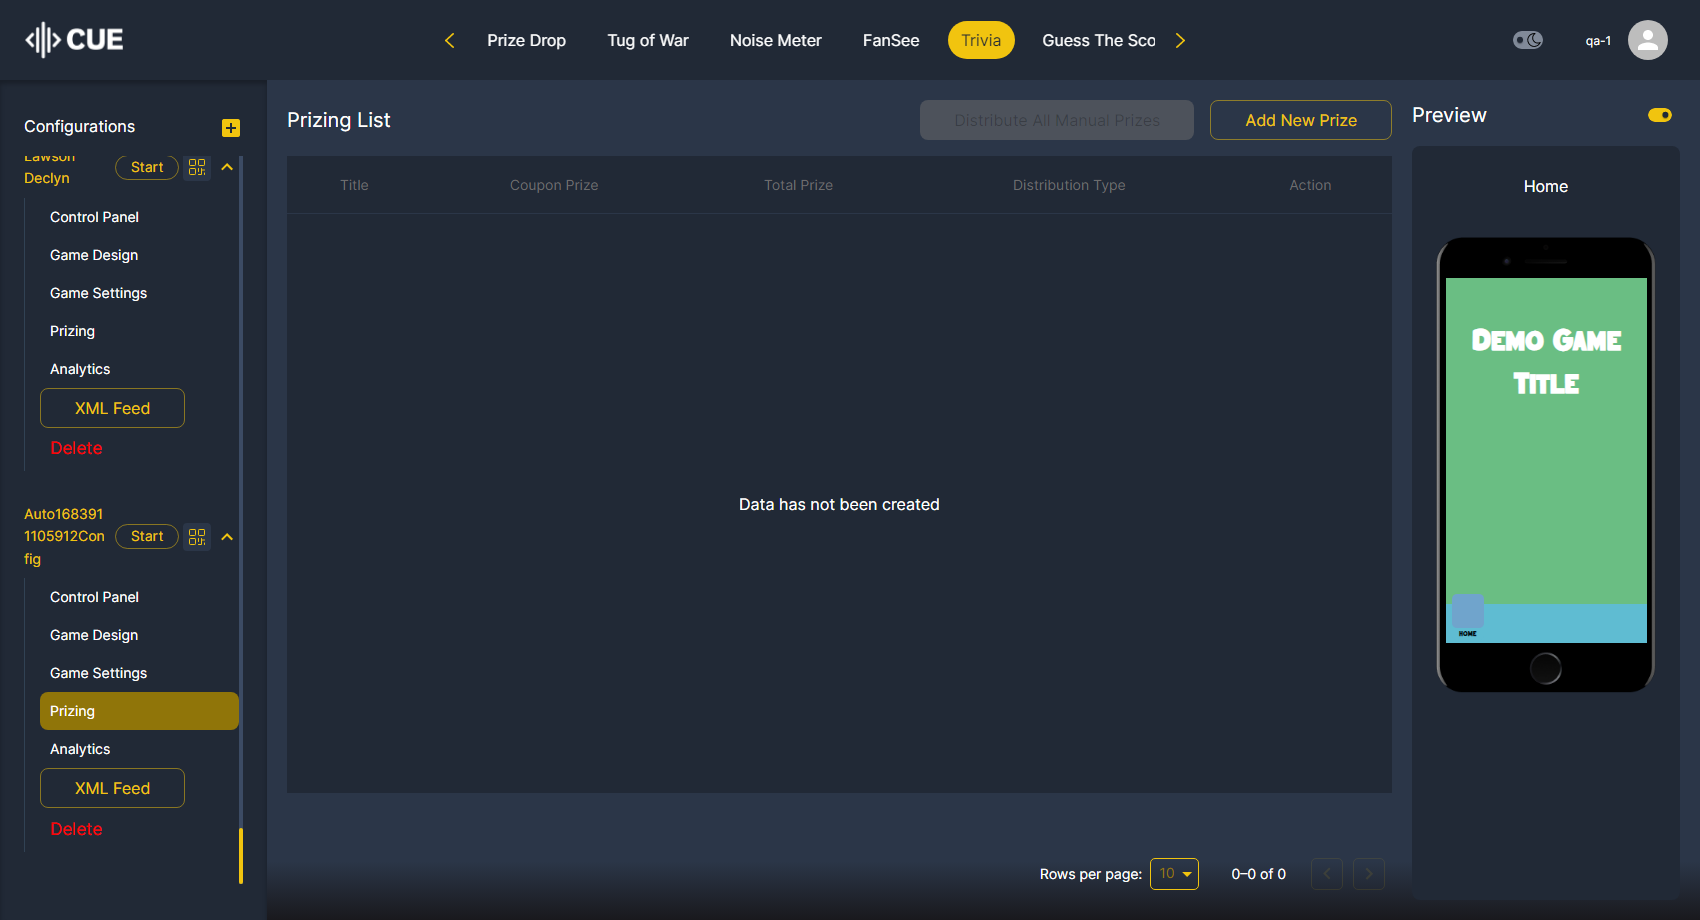 CUE
Prize Drop
Tug of War
Noise Meter
FanSee
Trivia
Guess The Sco
qa-1
Configurations
Lawson
Declyn
Start
Control Panel
Game Design
Game Settings
Prizing
Analytics
XML Feed
Delete
Auto168391
1105912Con
fig
Start
Control Panel
Game Design
Game Settings
Prizing
Analytics
XML Feed
Delete
Prizing List
Distribute All Manual Prizes
Add New Prize
Title
Coupon Prize
Total Prize
Distribution Type
Action
Data has not been created
Rows per page:
10
0–0 of 0
Preview
Home
Demo Game
Title
HOME